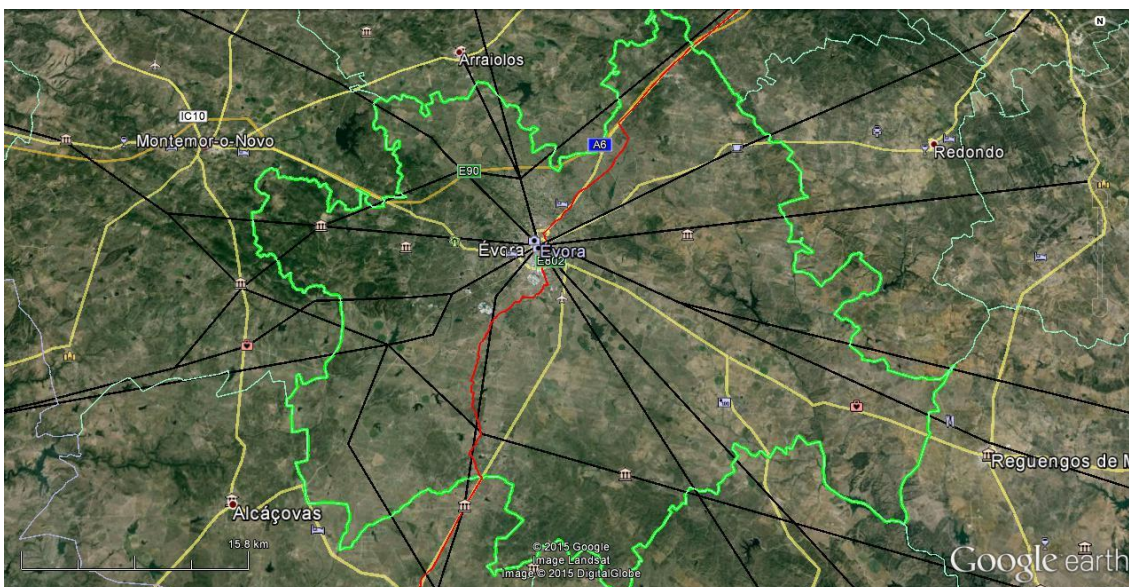 N
Arraiolos
IC10
Montemor-o-Novo
A6
Redondo
E90
Évora
Évora
E802
Reguengos de M
Alcáçovas
15.8 km
© 2015 Google
Image Landsat
Image © 2015 DigitalGlobe
Google earth